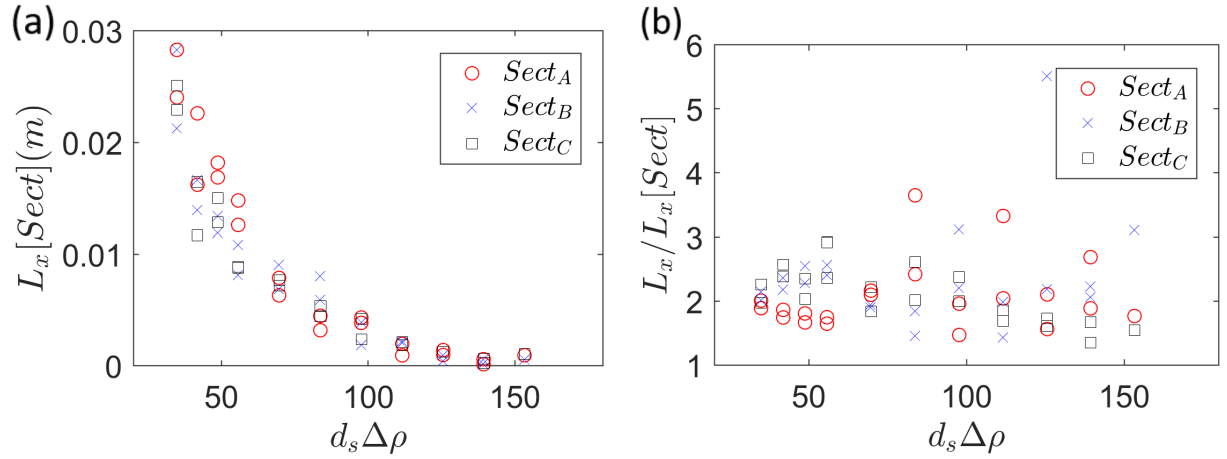 (a)
0.03
0.02
0.01
0
50
100
150
L_x[Sect](m)
d_sΔρ
Sect_A
Sect_B
Sect_C
(b)
6
5
4
3
2
1
50
100
150
L_x/L_x[Sect]
d_sΔρ
Sect_A
Sect_B
Sect_C